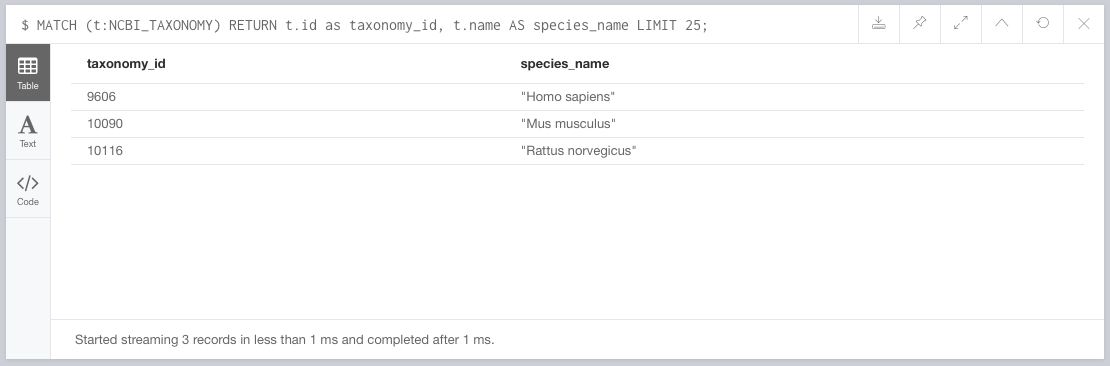 $ MATCH (t:NCBI_TAXONOMY) RETURN t.id as taxonomy_id, t.name AS species_name LIMIT 25;
Table
A
Text
</>
Code
taxonomy_id species_name
9606 "Homo sapiens"
10090 "Mus musculus"
10116 "Rattus norvegicus"
Started streaming 3 records in less than 1 ms and completed after 1 ms.